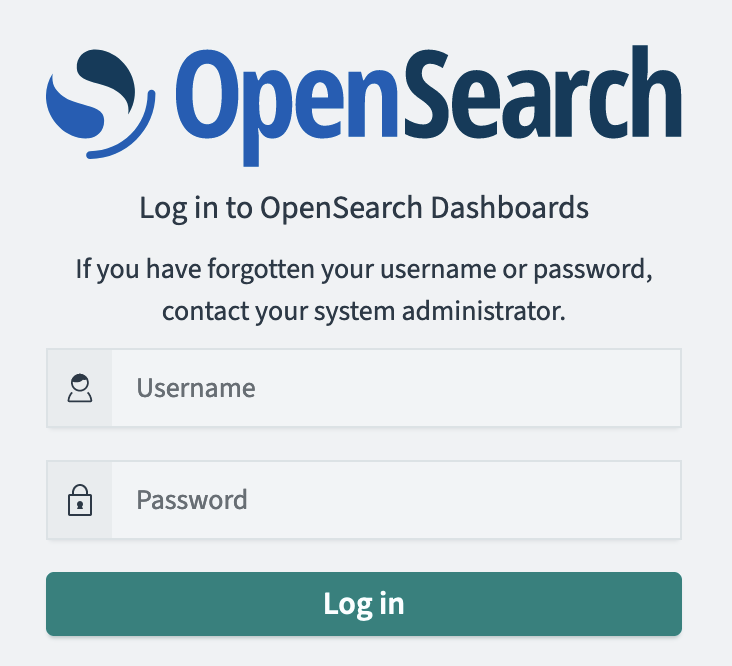 OpenSearch
Log in to OpenSearch Dashboards
If you have forgotten your username or password,
contact your system administrator.
Username
Password
Log in